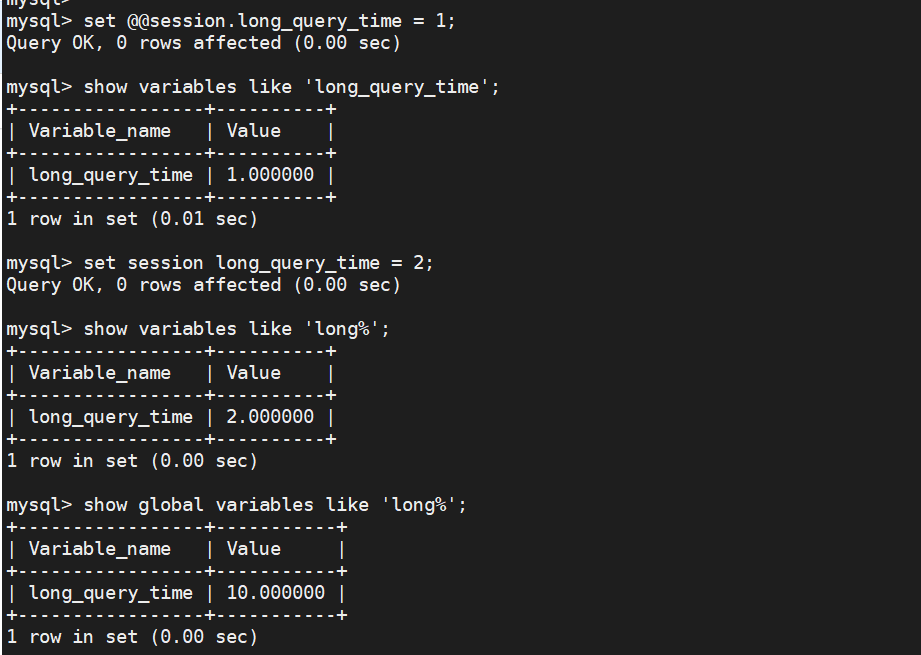 mysql>
mysql> set @@session.long_query_time = 1;
Query OK, 0 rows affected (0.00 sec)
mysql> show variables like 'long_query_time';
+-----------------+----------+
| Variable_name   | Value    |
+-----------------+----------+
| long_query_time | 1.000000 |
+-----------------+----------+
1 row in set (0.01 sec)
mysql> set session long_query_time = 2;
Query OK, 0 rows affected (0.00 sec)
mysql> show variables like 'long%';
+-----------------+----------+
| Variable_name   | Value    |
+-----------------+----------+
| long_query_time | 2.000000 |
+-----------------+----------+
1 row in set (0.00 sec)
mysql> show global variables like 'long%';
+-----------------+-----------+
| Variable_name   | Value     |
+-----------------+-----------+
| long_query_time | 10.000000 |
+-----------------+-----------+
1 row in set (0.00 sec)